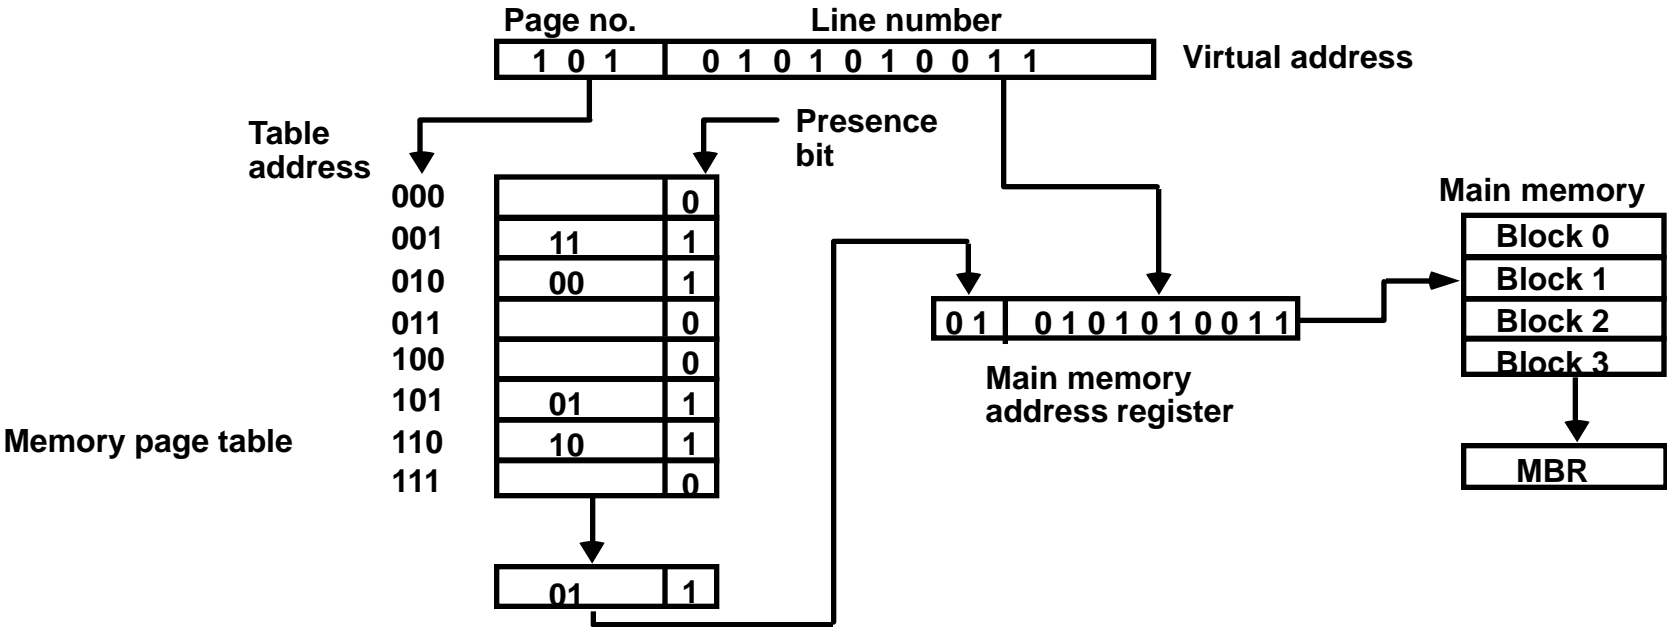 Page no. Line number
1 0 1 0 1 0 1 0 1 0 0 1 1 Virtual address
Table
address
Presence
bit
000 0
001 11 1
010 00 1
011 0
100 0
101 01 1
110 10 1
111 0
Memory page table
01 1
0 1 0 1 0 1 0 1 0 0 1 1
Main memory
address register
Main memory
Block 0
Block 1
Block 2
Block 3
MBR